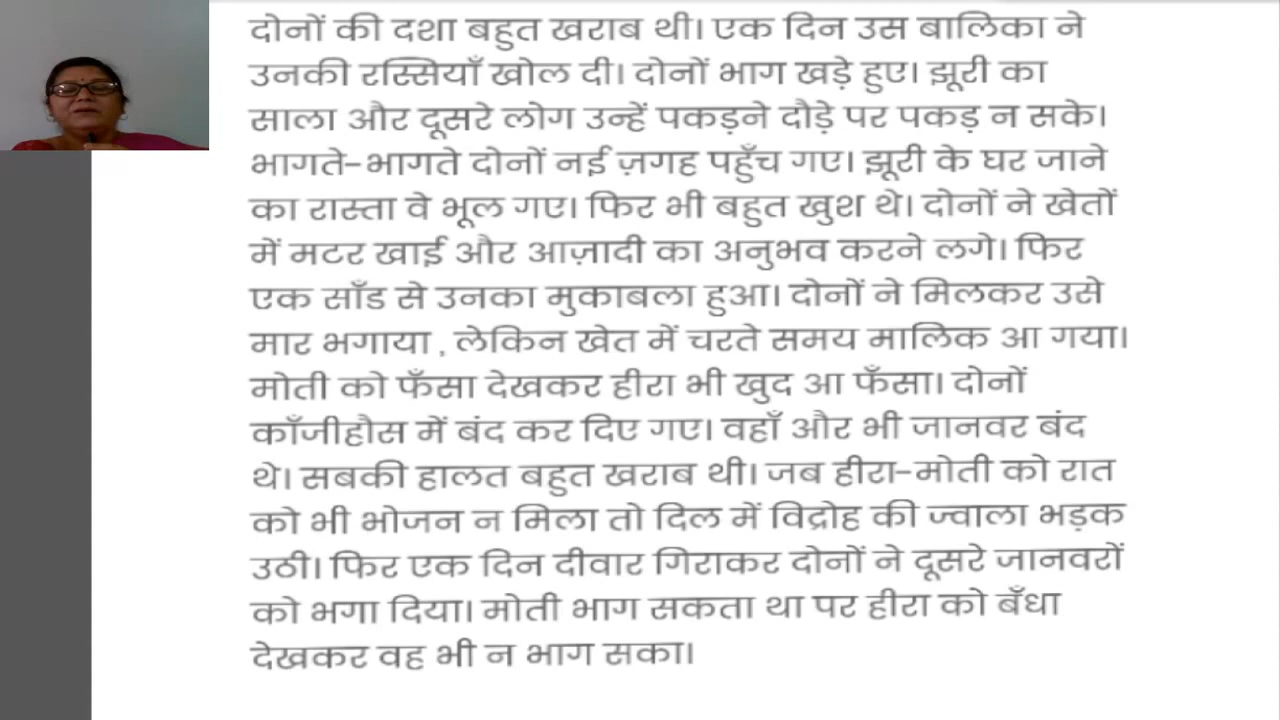 दोनों की दशा बहुत खराब थी। एक दिन उस बालिका ने
उनकी रस्सियाँ खोल दी। दोनों भाग खड़े हुए। झूरी का
साला और दूसरे लोग उन्हें पकड़ने दौड़े पर पकड़ न सके।
भागते-भागते दोनों नई ज़गह पहुँच गए। झूरी के घर जाने
का रास्ता वे भूल गए। फिर भी बहुत खुश थे। दोनों ने खेतों
में मटर खाई और आज़ादी का अनुभव करने लगे। फिर
एक साँड से उनका मुकाबला हुआ। दोनों ने मिलकर उसे
मार भगाया , लेकिन खेत में चरते समय मालिक आ गया।
मोती को फँसा देखकर हीरा भी खुद आ फँसा। दोनों
काँजीहौस में बंद कर दिए गए। वहाँ और भी जानवर बंद
थे। सबकी हालत बहुत खराब थी। जब हीरा-मोती को रात
को भी भोजन न मिला तो दिल में विद्रोह की ज्वाला भड़क
उठी। फिर एक दिन दीवार गिराकर दोनों ने दूसरे जानवरों
को भगा दिया। मोती भाग सकता था पर हीरा को बँधा
देखकर वह भी न भाग सका।